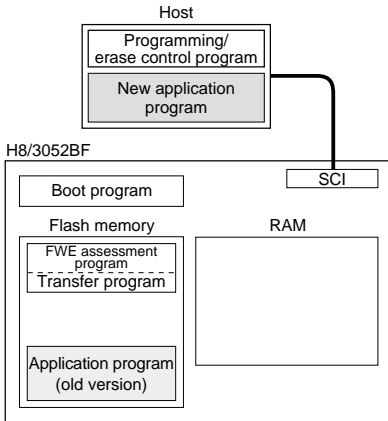 Host
Programming/
erase control program
New application
program
H8/3052BF
SCI
Boot program
Flash memory
RAM
FWE assessment
program
Transfer program
Application program
(old version)